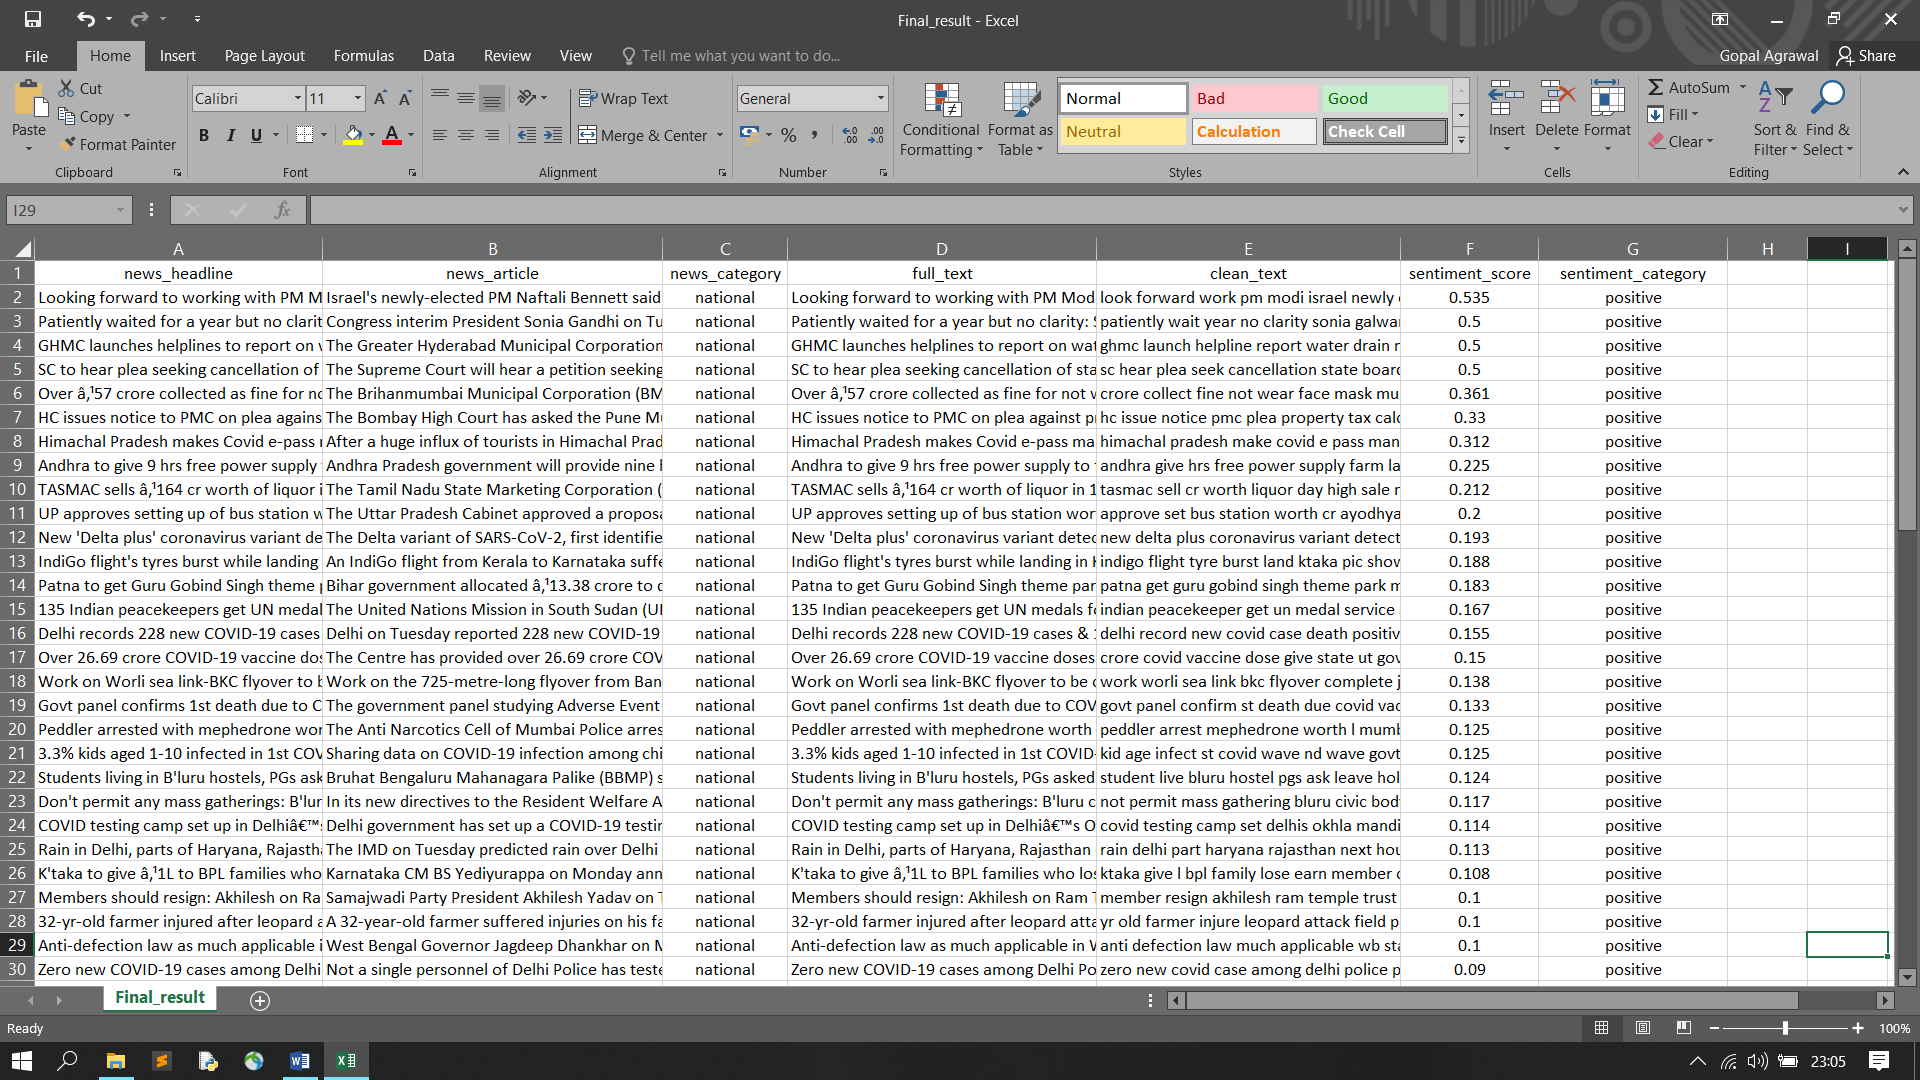 Final_result - Excel
File Home Insert Page Layout Formulas Data Review View Tell me what you want to do... Gopal Agrawal Share
Paste Cut Copy Format Painter Clipboard
Calibri 11 Font
Wrap Text Merge & Center Alignment
General Number
Conditional Formatting Format as Table
Normal Bad Good
Neutral Calculation Check Cell
Styles
Insert Delete Format Cells
AutoSum Fill Clear Sort & Filter Find & Select Editing
I29 fx
A B C D E F G H I
1 news_headline news_article news_category full_text clean_text sentiment_score sentiment_category
2 Looking forward to working with PM M Israel's newly-elected PM Naftali Bennett said national Looking forward to working with PM Mod look forward work pm modi israel newly 0.535 positive
3 Patiently waited for a year but no clarit Congress interim President Sonia Gandhi on Tu national Patiently waited for a year but no clarity: patiently wait year no clarity sonia galwa 0.5 positive
4 GHMC launches helplines to report on The Greater Hyderabad Municipal Corporation national GHMC launches helplines to report on wat ghmc launch helpline report water drain 0.5 positive
5 SC to hear plea seeking cancellation of The Supreme Court will hear a petition seeking national SC to hear plea seeking cancellation of sta sc hear plea seek cancellation state board 0.5 positive
6 Over â‚¹57 crore collected as fine for no The Brihanmumbai Municipal Corporation (BM national Over â‚¹57 crore collected as fine for not crore collect fine not wear face mask mu 0.361 positive
7 HC issues notice to PMC on plea agains The Bombay High Court has asked the Pune M national HC issues notice to PMC on plea against p hc issue notice pmc plea property tax calc 0.33 positive
8 Himachal Pradesh makes Covid e-pass After a huge influx of tourists in Himachal Prad national Himachal Pradesh makes Covid e-pass ma himachal pradesh make covid e pass man 0.312 positive
9 Andhra to give 9 hrs free power supply Andhra Pradesh government will provide nine national Andhra to give 9 hrs free power supply to andhra give hrs free power supply farm la 0.225 positive
10 TASMAC sells â‚¹164 cr worth of liquor i The Tamil Nadu State Marketing Corporation ( national TASMAC sells â‚¹164 cr worth of liquor in 1 tasmac sell cr worth liquor day high sale 0.212 positive
11 UP approves setting up of bus station w The Uttar Pradesh Cabinet approved a propos national UP approves setting up of bus station wor approve set bus station worth cr ayodhya 0.2 positive
12 New 'Delta plus' coronavirus variant de The Delta variant of SARS-CoV-2, first identifie national New 'Delta plus' coronavirus variant detec new delta plus coronavirus variant detect 0.193 positive
13 IndiGo flight's tyres burst while landing An IndiGo flight from Kerala to Karnataka suffe national IndiGo flight's tyres burst while landing in indigo flight tyre burst land ktaka pic show 0.188 positive
14 Patna to get Guru Gobind Singh theme Bihar government allocated â‚¹13.38 crore to national Patna to get Guru Gobind Singh theme par patna get guru gobind singh theme park 0.183 positive
15 135 Indian peacekeepers get UN medal The United Nations Mission in South Sudan (U national 135 Indian peacekeepers get UN medals f indian peacekeeper get un medal service 0.167 positive
16 Delhi records 228 new COVID-19 cases Delhi on Tuesday reported 228 new COVID-19 national Delhi records 228 new COVID-19 cases & delhi record new covid case death positiv 0.155 positive
17 Over 26.69 crore COVID-19 vaccine do The Centre has provided over 26.69 crore COV national Over 26.69 crore COVID-19 vaccine doses crore covid vaccine dose give state ut gov 0.15 positive
18 Work on Worli sea link-BKC flyover to b Work on the 725-metre-long flyover from Ban national Work on Worli sea link-BKC flyover to be work worli sea link bkc flyover complete j 0.138 positive
19 Govt panel confirms 1st death due to C The government panel studying Adverse Event national Govt panel confirms 1st death due to COV govt panel confirm st death due covid vac 0.133 positive
20 Peddler arrested with mephedrone wor The Anti Narcotics Cell of Mumbai Police arres national Peddler arrested with mephedrone worth peddler arrest mephedrone worth l mumb 0.125 positive
21 3.3% kids aged 1-10 infected in 1st COV Sharing data on COVID-19 infection among chi national 3.3% kids aged 1-10 infected in 1st COVID- kid age infect st covid wave nd wave govt 0.125 positive
22 Students living in B'luru hostels, PGs ask Bruhat Bengaluru Mahanagara Palike (BBMP) s national Students living in B'luru hostels, PGs asked student live bluru hostel pgs ask leave hol 0.124 positive
23 Don't permit any mass gatherings: B'lur In its new directives to the Resident Welfare A national Don't permit any mass gatherings: B'luru c not permit mass gathering bluru civic bod 0.117 positive
24 COVID testing camp set up in Delhiâ€™ Delhi government has set up a COVID-19 testin national COVID testing camp set up in Delhiâ€™s O covid testing camp set delhis okhla mandi 0.114 positive
25 Rain in Delhi, parts of Haryana, Rajasth The IMD on Tuesday predicted rain over Delhi national Rain in Delhi, parts of Haryana, Rajasthan rain delhi part haryana rajasthan next hou 0.113 positive
26 K'taka to give â‚¹1L to BPL families who Karnataka CM BS Yediyurappa on Monday ann national K'taka to give â‚¹1L to BPL families who los ktaka give l bpl family lose earn member 0.108 positive
27 Members should resign: Akhilesh on Ra Samajwadi Party President Akhilesh Yadav on national Members should resign: Akhilesh on Ram member resign akhilesh ram temple trust 0.1 positive
28 32-yr-old farmer injured after leopard a A 32-year-old farmer suffered injuries on his fa national 32-yr-old farmer injured after leopard atta yr old farmer injure leopard attack field p 0.1 positive
29 Anti-defection law as much applicable i West Bengal Governor Jagdeep Dhankhar on M national Anti-defection law as much applicable in anti defection law much applicable wb sta 0.1 positive
30 Zero new COVID-19 cases among Delhi Not a single personnel of Delhi Police has teste national Zero new COVID-19 cases among Delhi Po zero new covid case among delhi police p 0.09 positive
Final_result
Ready 100%
23:05